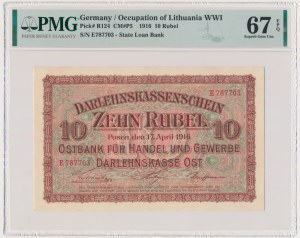 PMG
Germany / Occupation of Lithuania WWI
Pick# R124 CM#P5 1916 10 Rubel
S/N E787703 - State Loan Bank
67 EPQ
Superb Gem Unc
DARLEHNSKASSENSCHEIN
10 ZEHN RUBEL 10
Posen, den 17. April 1916
OSTBANK FÜR HANDEL UND GEWERBE
E 787703
DARLEHNSKASSE OST